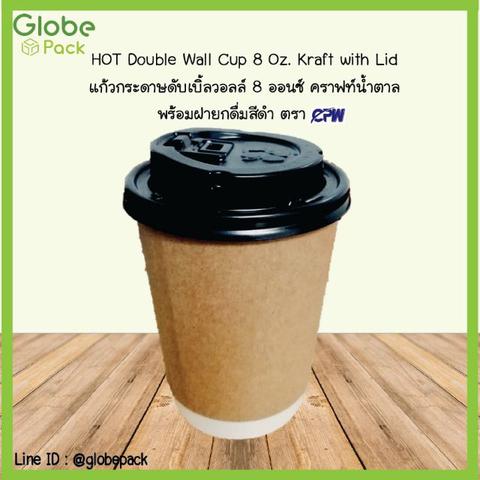 Globe
Pack
HOT Double Wall Cup 8 Oz. Kraft with Lid
แก้วกระดาษดับเบิ้ลวอลล์ 8 ออนซ์ คราฟท์น้ำตาล
พร้อมฝายกดื่มสีดำ ตรา EPW
Line ID : @globepack